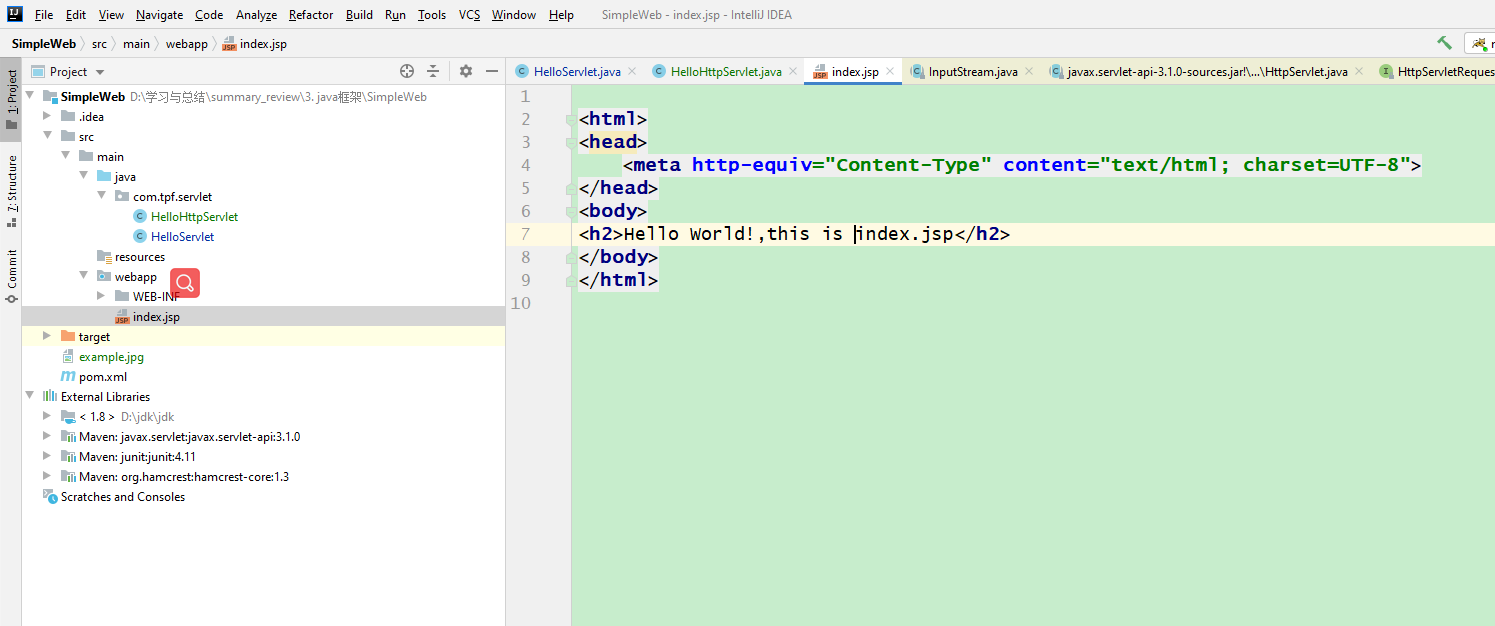 File Edit View Navigate Code Analyze Refactor Build Run Tools VCS Window Help SimpleWeb - index.jsp - IntelliJ IDEA
SimpleWeb src main webapp index.jsp
1: Project
7: Structure
Commit
Project
SimpleWeb D:\学习与总结\summary_review\3. java框架\SimpleWeb
.idea
src
main
java
com.tpf.servlet
HelloHttpServlet
HelloServlet
resources
webapp
WEB-INF
index.jsp
target
example.jpg
pom.xml
External Libraries
< 1.8 > D:\jdk\jdk
Maven: javax.servlet:javax.servlet-api:3.1.0
Maven: junit:junit:4.11
Maven: org.hamcrest:hamcrest-core:1.3
Scratches and Consoles
HelloServlet.java HelloHttpServlet.java index.jsp InputStream.java javax.servlet-api-3.1.0-sources.jar!\...\HttpServlet.java HttpServletReques
1
2 <html>
3 <head>
4 <meta http-equiv="Content-Type" content="text/html; charset=UTF-8">
5 </head>
6 <body>
7 <h2>Hello World!,this is index.jsp</h2>
8 </body>
9 </html>
10